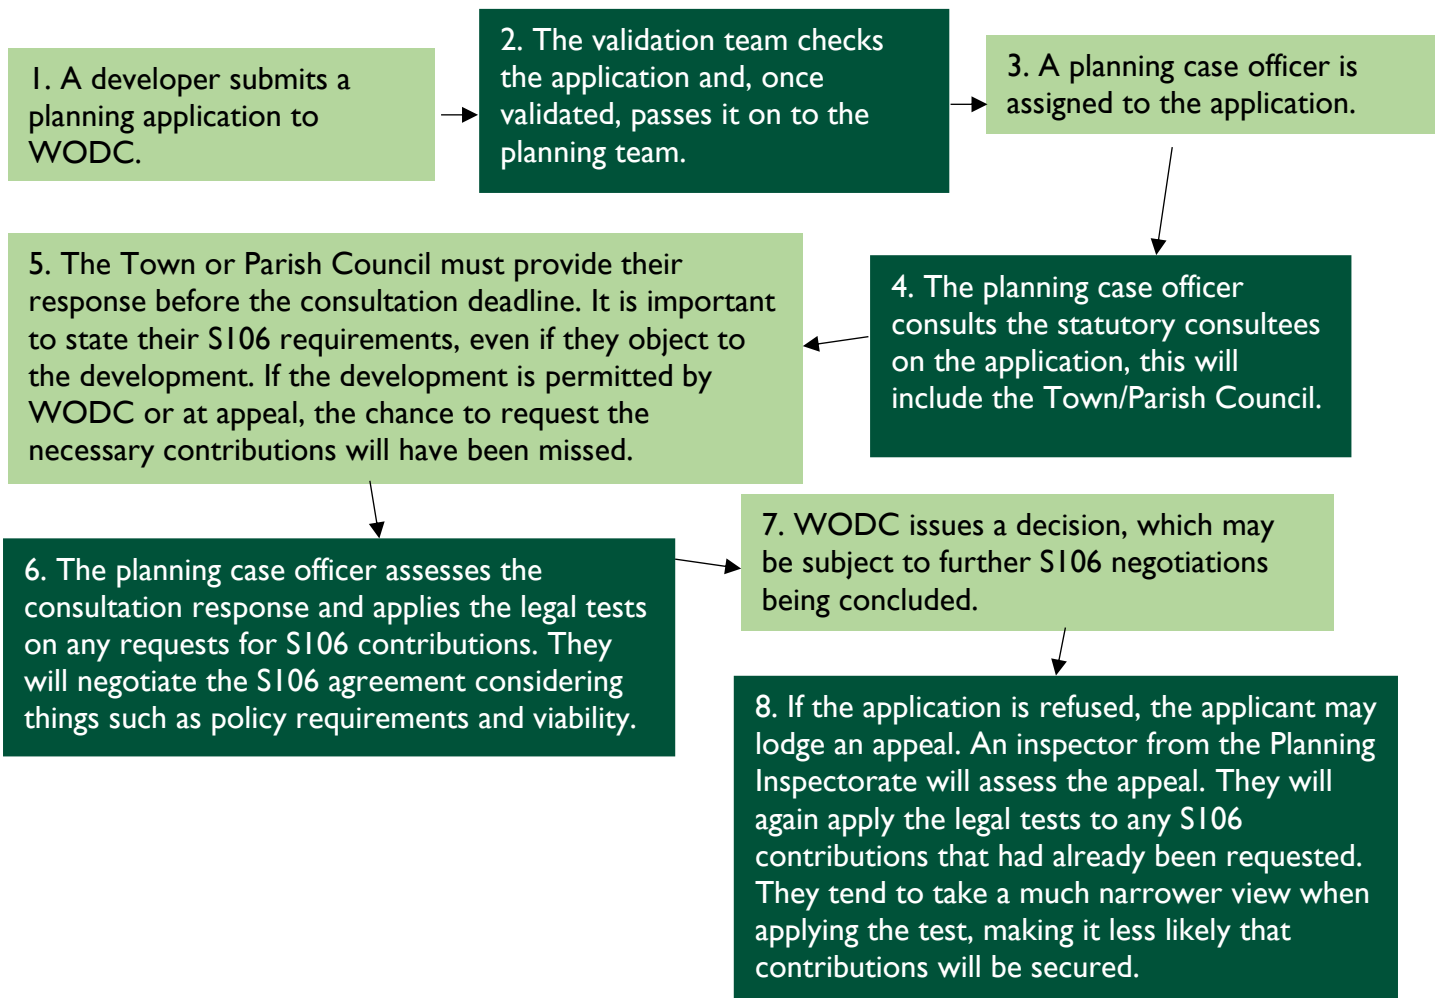 1. A developer submits a
planning application to
WODC.
2. The validation team checks
the application and, once
validated, passes it on to the
planning team.
3. A planning case officer is
assigned to the application.
4. The planning case officer
consults the statutory consultees
on the application, this will
include the Town/Parish Council.
5. The Town or Parish Council must provide their
response before the consultation deadline. It is important
to state their S106 requirements, even if they object to
the development. If the development is permitted by
WODC or at appeal, the chance to request the
necessary contributions will have been missed.
6. The planning case officer assesses the
consultation response and applies the legal tests
on any requests for S106 contributions. They
will negotiate the S106 agreement considering
things such as policy requirements and viability.
7. WODC issues a decision, which may
be subject to further S106 negotiations
being concluded.
8. If the application is refused, the applicant may
lodge an appeal. An inspector from the Planning
Inspectorate will assess the appeal. They will
again apply the legal tests to any S106
contributions that had already been requested.
They tend to take a much narrower view when
applying the test, making it less likely that
contributions will be secured.